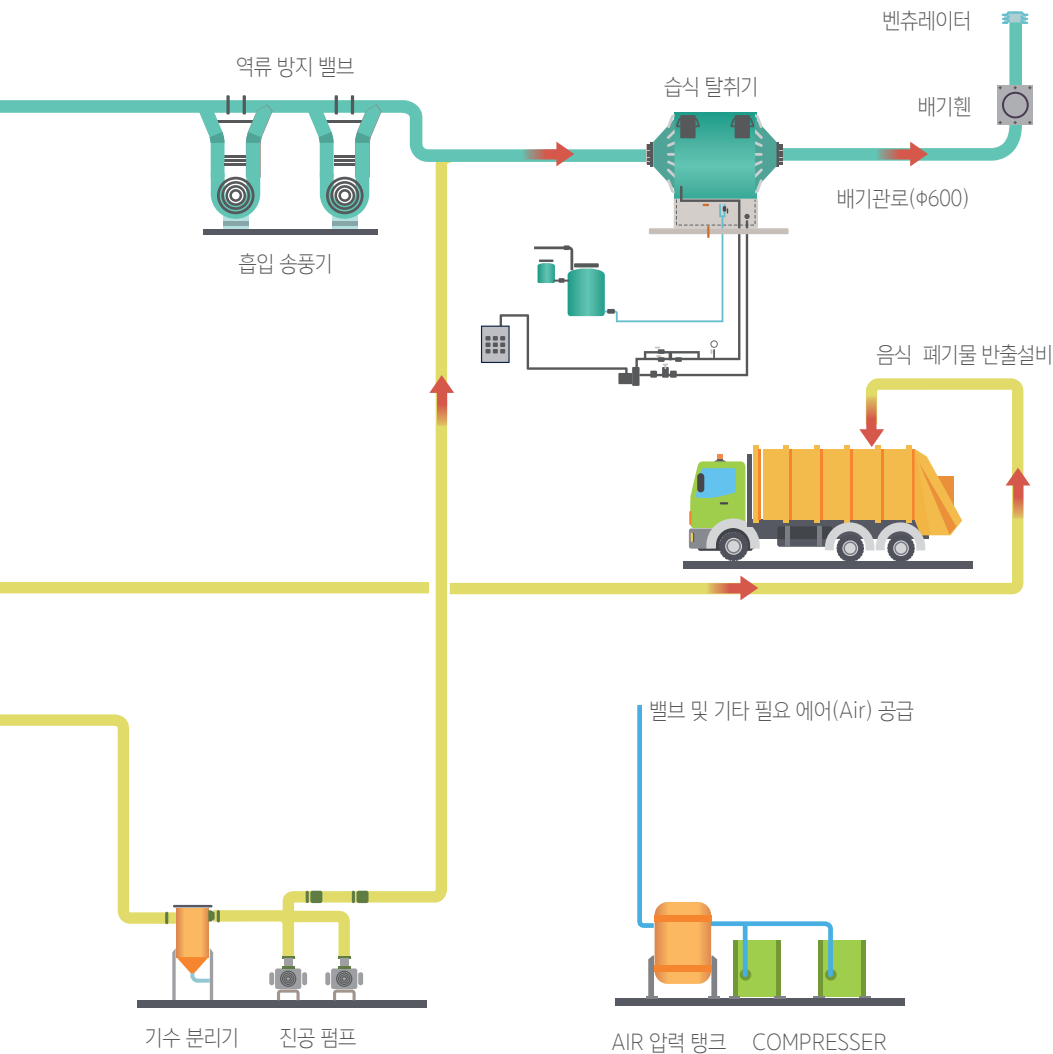 벤츄레이터
역류 방지 밸브
습식 탈취기
배기휀
배기관로(Φ600)
흡입 송풍기
음식 폐기물 반출설비
밸브 및 기타 필요 에어(Air) 공급
기수 분리기
진공 펌프
AIR 압력 탱크
COMPRESSER